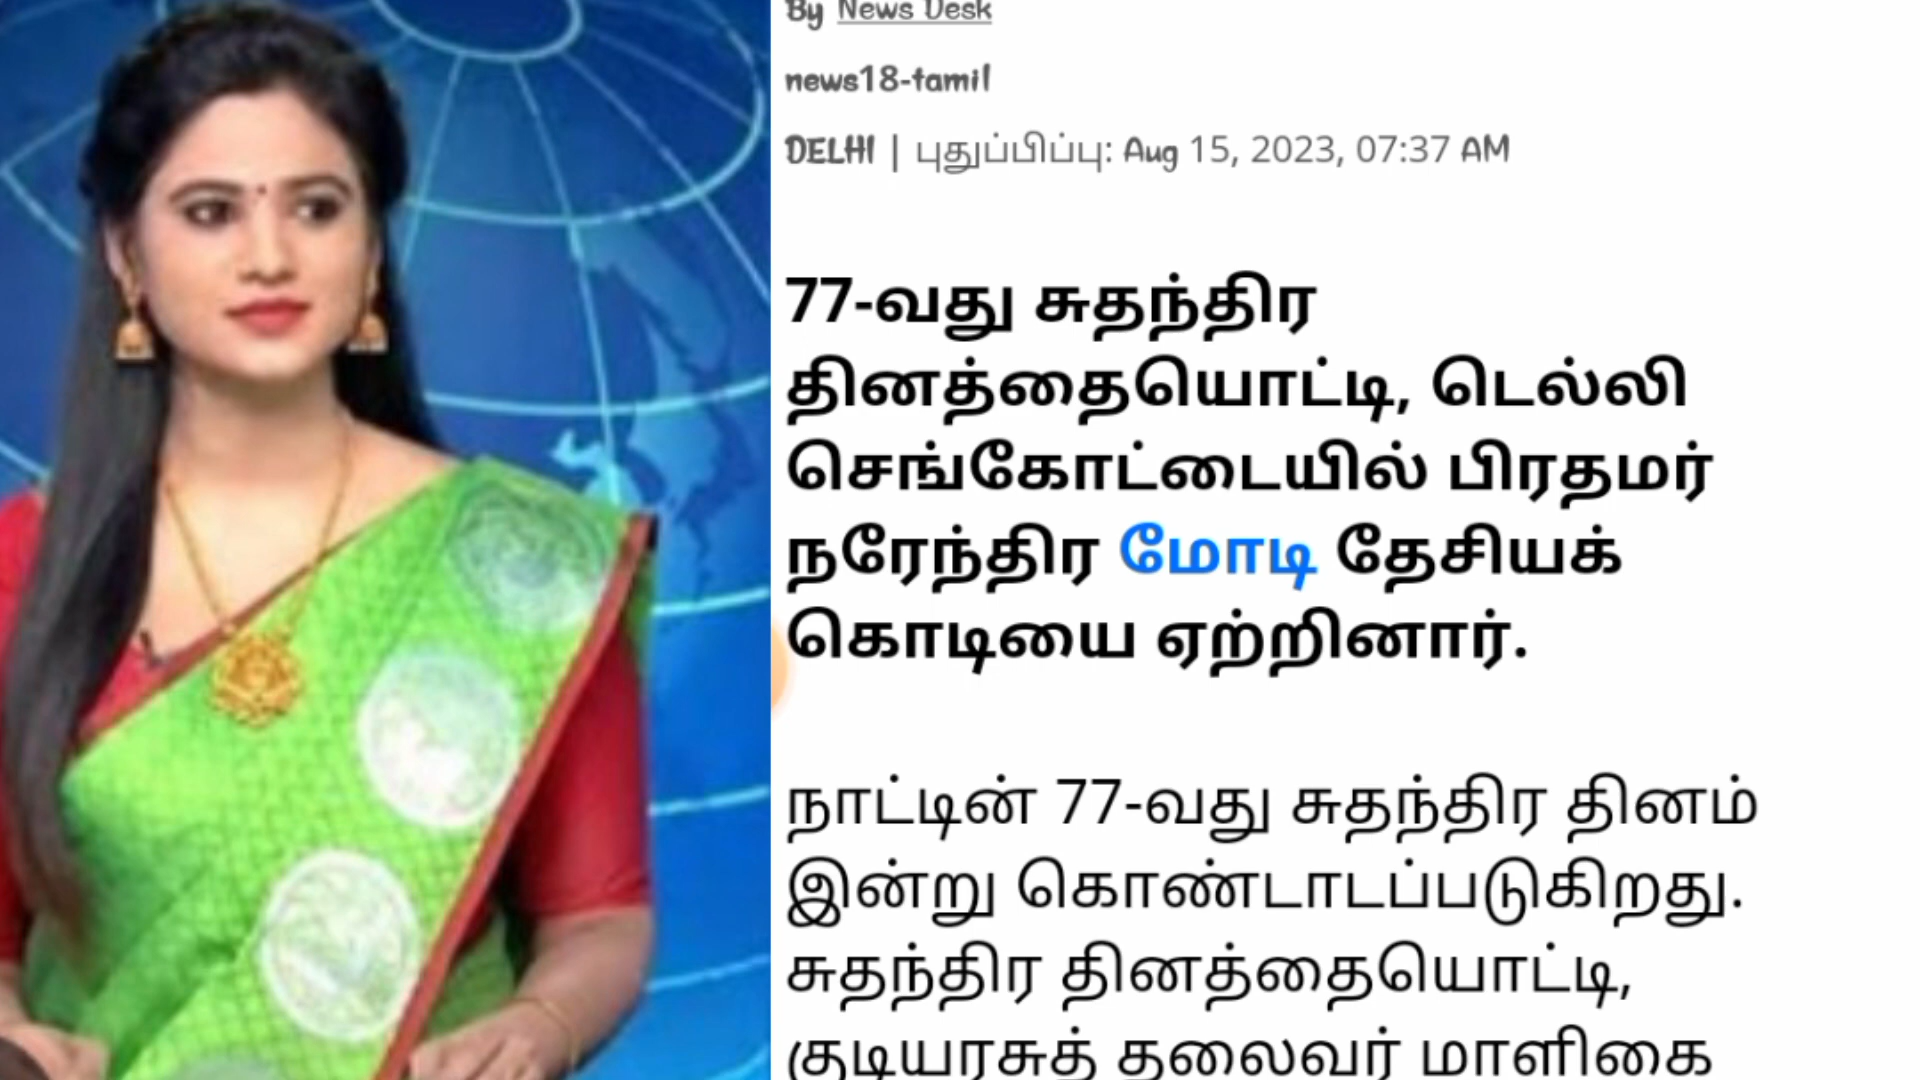 By News Desk
news18-tamil
DELHI | புதுப்பிப்பு: Aug 15, 2023, 07:37 AM
77-வது சுதந்திர
தினத்தையொட்டி, டெல்லி
செங்கோட்டையில் பிரதமர்
நரேந்திர மோடி தேசியக்
கொடியை ஏற்றினார்.
நாட்டின் 77-வது சுதந்திர தினம்
இன்று கொண்டாடப்படுகிறது.
சுதந்திர தினத்தையொட்டி,
குடியரசுத் தலைவர் மாளிகை